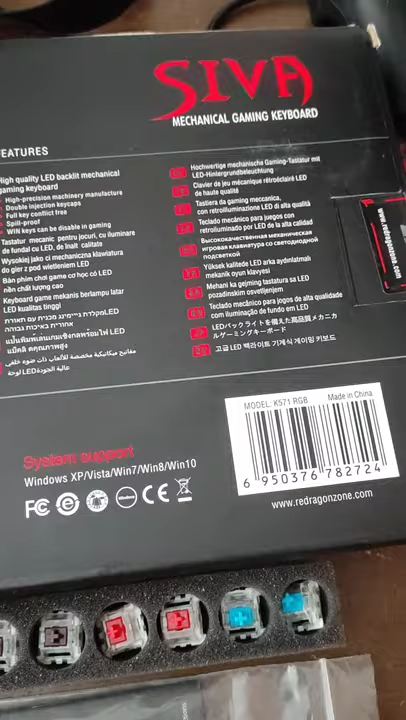 SIVA
MECHANICAL GAMING KEYBOARD
FEATURES
High quality LED backlit mechanical
gaming keyboard
High-precision machinery manufacture
Double injection keycaps
Full key conflict free
Spill-proof
WIN keys can be disable in gaming
Tastatur mecanic pentru jocuri, cu iluminare
de fundal cu LED, de înalt calitate
Wysokiej jako ci mechaniczna klawiatura
do gier z pod wietleniem LED
Bàn phím chơi game cơ học có LED
nền chất lượng cao
Keyboard game mekanis berlampu latar
LED kualitas tinggi
Hochwertige mechanische Gaming-Tastatur mit
LED-Hintergrundbeleuchtung
Clavier de jeu mécanique rétroéclairé LED
de haute qualité
Tastiera da gaming meccanica,
con retroilluminazione LED di alta qualità
Teclado mecánico para juegos con
retroiluminado por LED de la alta calidad
Высококачественная механическая
игровая клавиатура со светодиодной
подсветкой
Yüksek kalitede LED arka aydınlatmalı
mekanik oyun klavyesi
Mehani ka gejming tastatura sa LED
pozadinskim osvetljenjem
Teclado mecânico para jogos de alta qualidade
com iluminação de fundo em LED
LEDバックライトを備えた高品質メカニカ
ルゲーミングキーボード
고급 LED 백라이트 기계식 게이밍 키보드
www.redragonzone.com
System support
Windows XP/Vista/Win7/Win8/Win10
FC
CE
MODEL: K571 RGB
Made in China
6 950376 782724
www.redragonzone.com